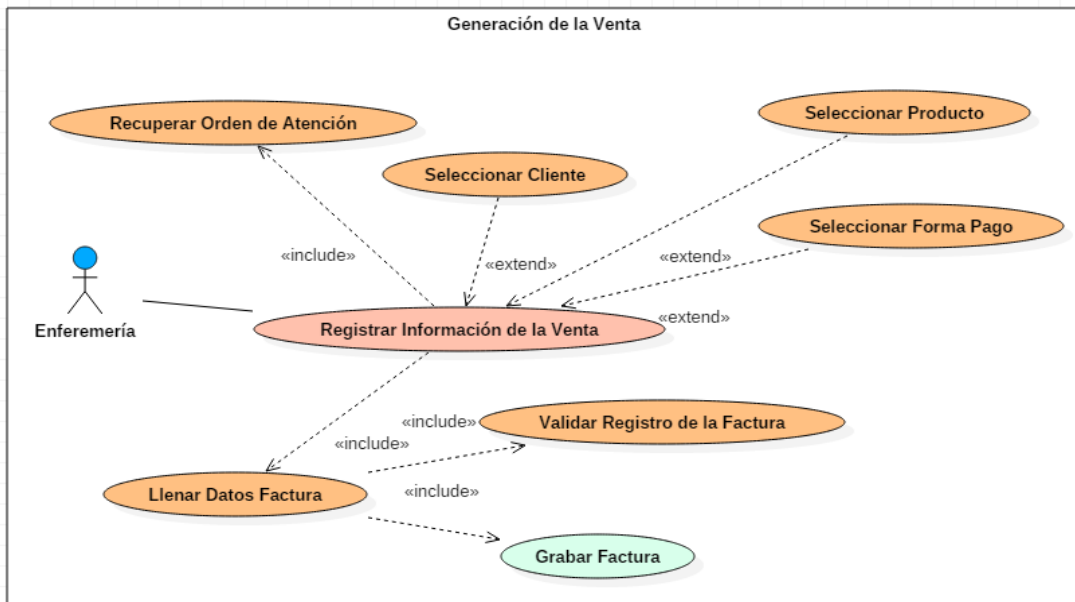 Generación de la Venta
Recuperar Orden de Atención
Seleccionar Producto
Seleccionar Cliente
Seleccionar Forma Pago
«include»
«extend»
«extend»
Enferemería
Registrar Información de la Venta
«extend»
«include»
Validar Registro de la Factura
«include»
Llenar Datos Factura
«include»
Grabar Factura